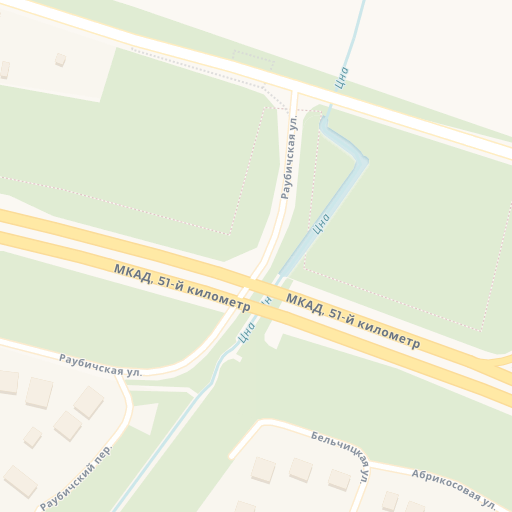 Цна
Раубичская ул.
Цна
МКАД, 51-й километр
МКАД, 51-й километр
Цна
Раубичская ул.
Раубичский пер.
Бельчицкая ул.
Абрикосовая ул.